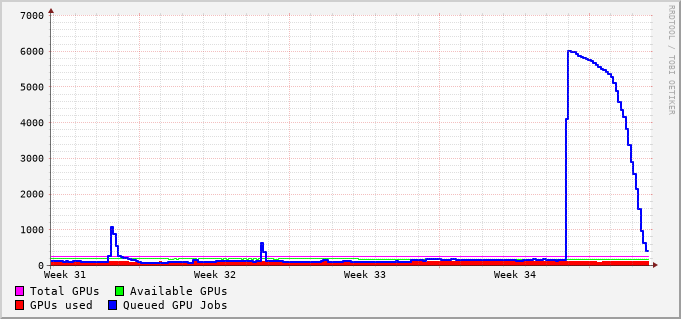 7000
6000
5000
4000
3000
2000
1000
0
Week 31 Week 32 Week 33 Week 34
Total GPUs Available GPUs
GPUs used Queued GPU Jobs
RRDTOOL / TOBI OETIKER